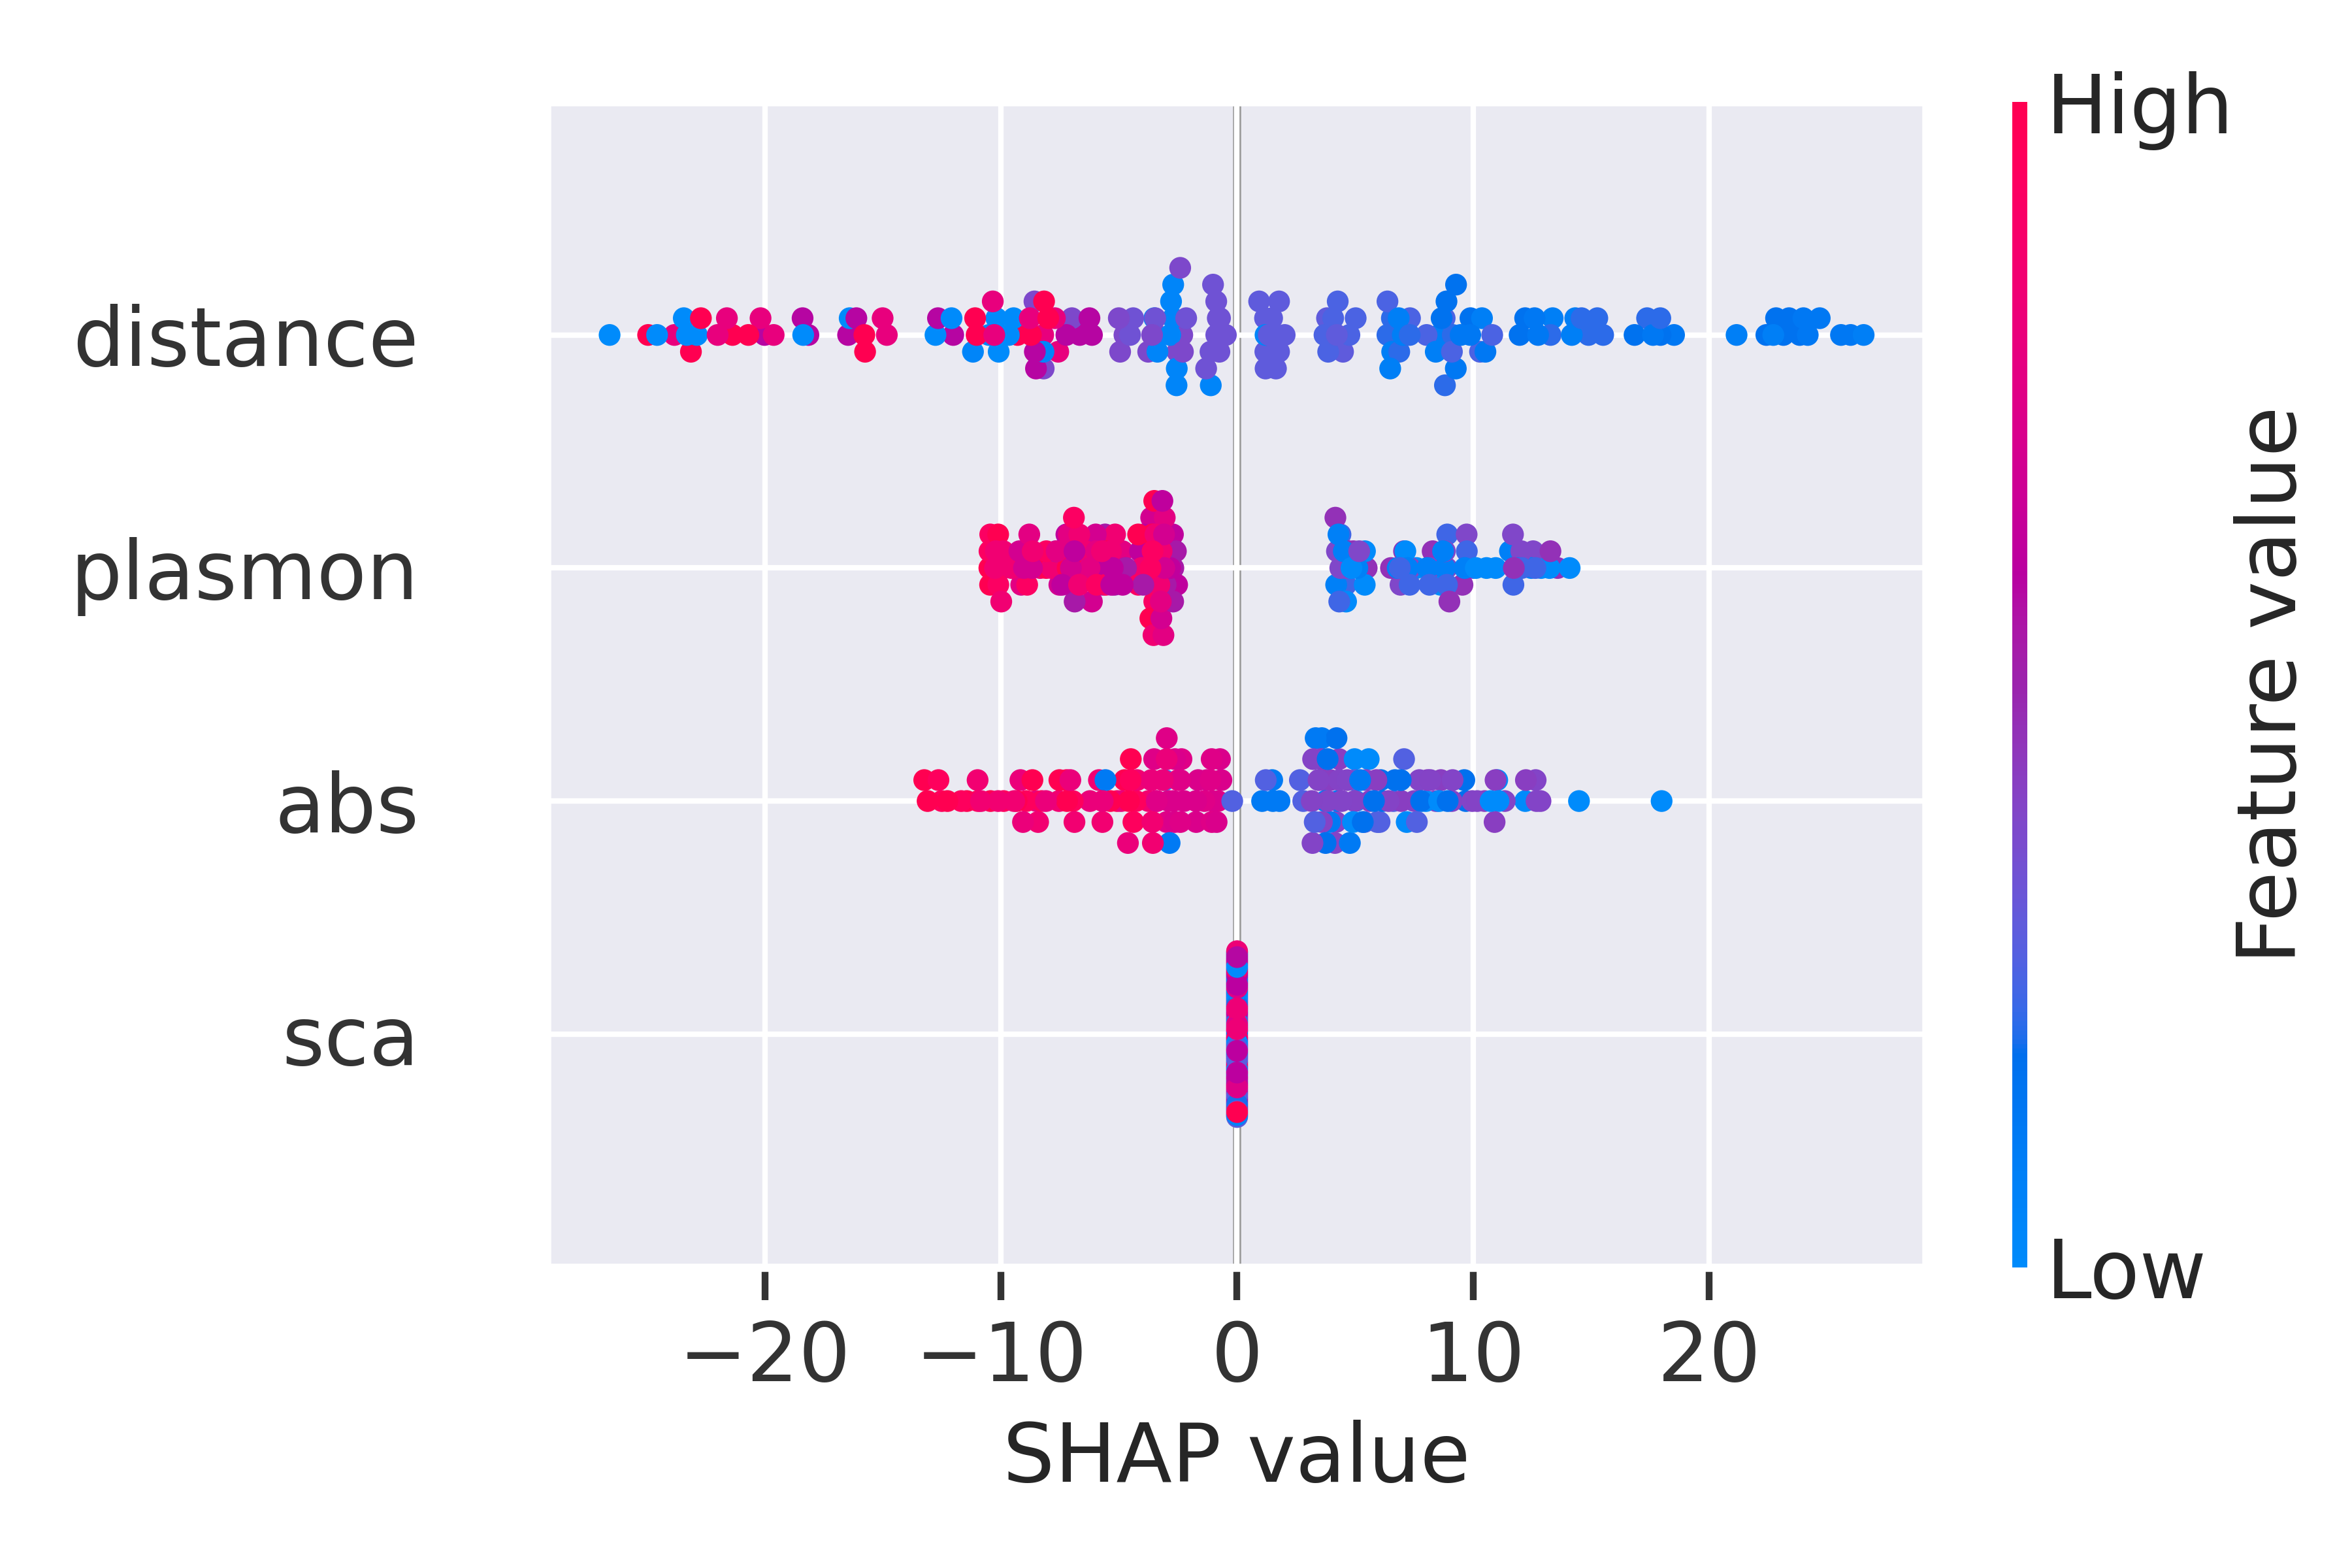 High
distance
plasmon
abs
sca
Feature value
Low
−20
−10
0
10
20
SHAP value